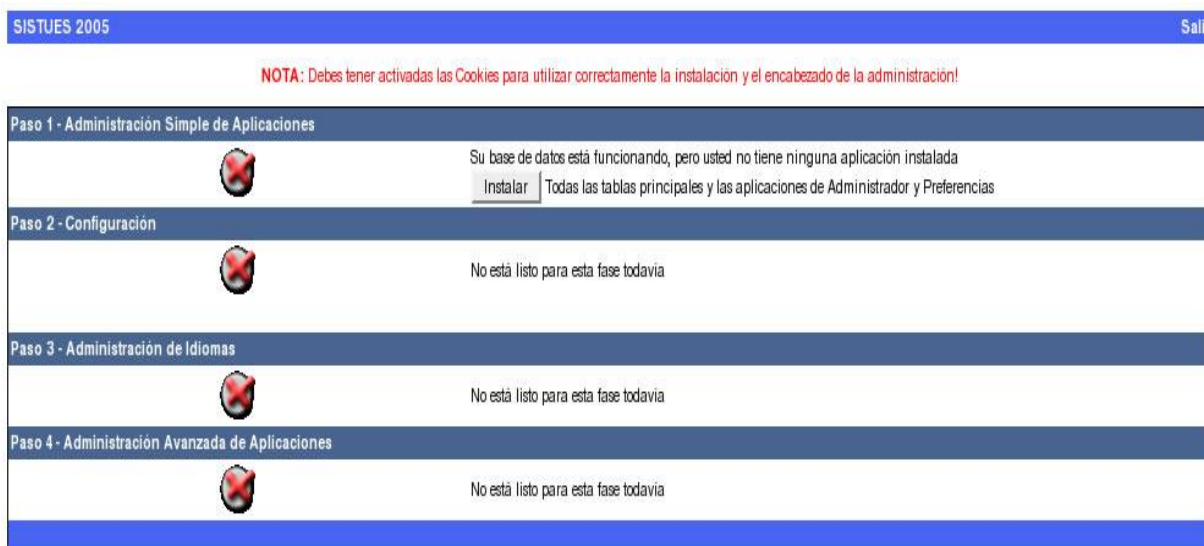 SISTUES 2005
Sali
NOTA: Debes tener activadas las Cookies para utilizar correctamente la instalación y el encabezado de la administración!
Paso 1 - Administración Simple de Aplicaciones
Su base de datos está funcionando, pero usted no tiene ninguna aplicación instalada
Instalar Todas las tablas principales y las aplicaciones de Administrador y Preferencias
Paso 2 - Configuración
No está listo para esta fase todavía
Paso 3 - Administración de Idiomas
No está listo para esta fase todavía
Paso 4 - Administración Avanzada de Aplicaciones
No está listo para esta fase todavía